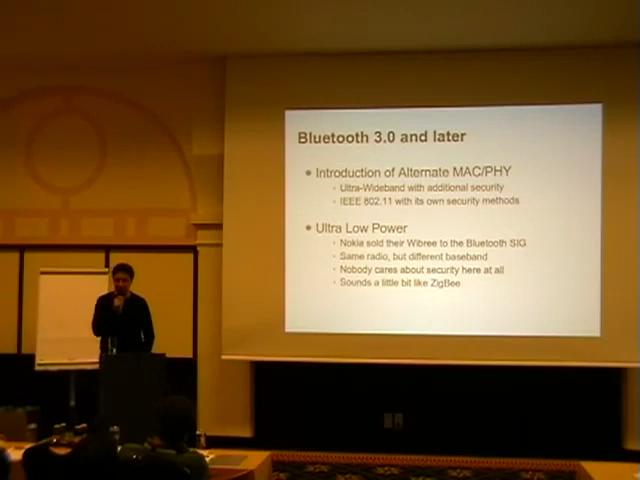 Bluetooth 3.0 and later
Introduction of Alternate MAC/PHY
Ultra-Wideband with additional security
IEEE 802.11 with its own security methods
Ultra Low Power
Nokia sold their Wibree to the Bluetooth SIG
Same radio, but different baseband
Nobody cares about security here at all
Sounds a little bit like ZigBee